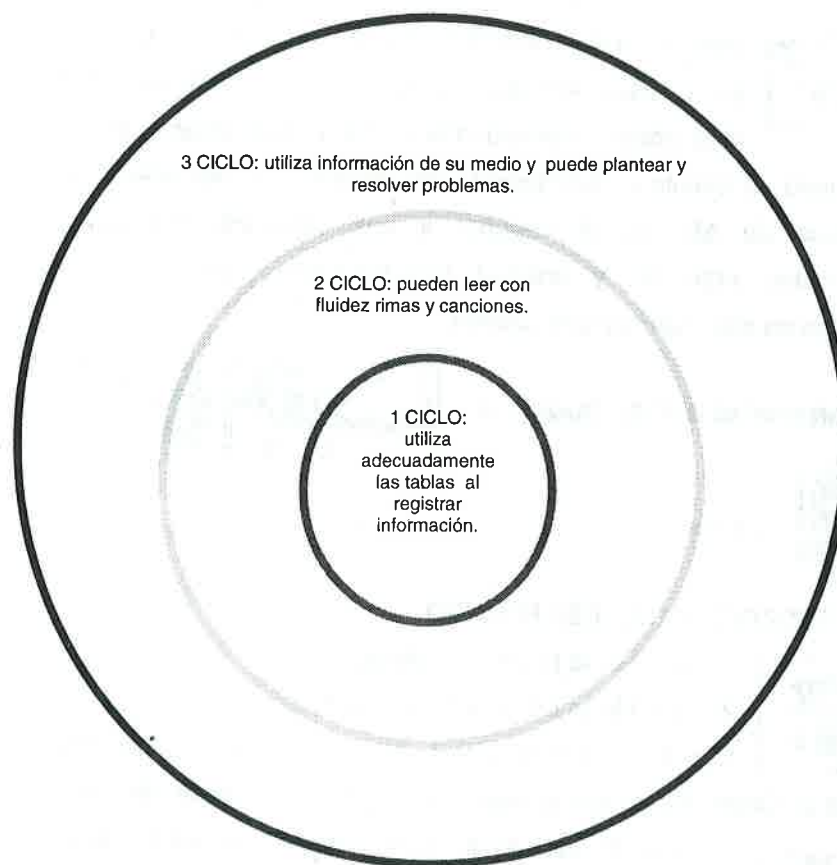 3 CICLO: utiliza información de su medio y puede plantear y
resolver problemas.
2 CICLO: pueden leer con
fluidez rimas y canciones.
1 CICLO:
utiliza
adecuadamente
las tablas al
registrar
información.